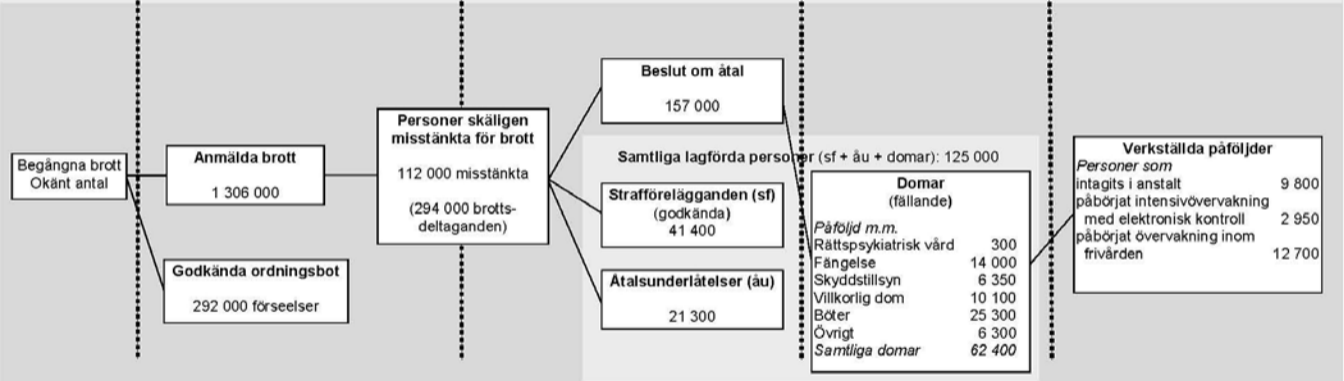 Begångna brott
Okänt antal
Anmälda brott
1 306 000
Godkända ordningsbot
292 000 förseelser
Personer skäligen
misstänkta för brott
112 000 misstänkta
(294 000 brotts-
deltaganden)
Beslut om åtal
157 000
Samtliga lagförda personer (sf + åu + domar): 125 000
Strafförelägganden (sf)
(godkända)
41 400
Åtalsunderlåtelser (åu)
21 300
Domar
(fällande)
Påföljd m.m.
Rättspsykiatrisk vård 300
Fängelse 14 000
Skyddstillsyn 6 350
Villkorlig dom 10 100
Böter 25 300
Övrigt 6 300
Samtliga domar 62 400
Verkställda påföljder
Personer som
intagits i anstalt 9 800
påbörjat intensivövervakning
med elektronisk kontroll 2 950
påbörjat övervakning inom
frivården 12 700